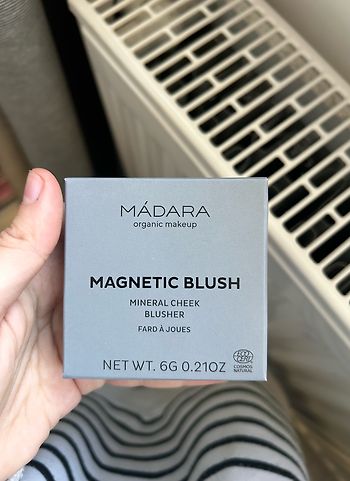 MÁDARA
organic makeup
MAGNETIC BLUSH
MINERAL CHEEK
BLUSHER
FARD À JOUES
NET WT. 6G 0.21OZ
COSMOS
NATURAL